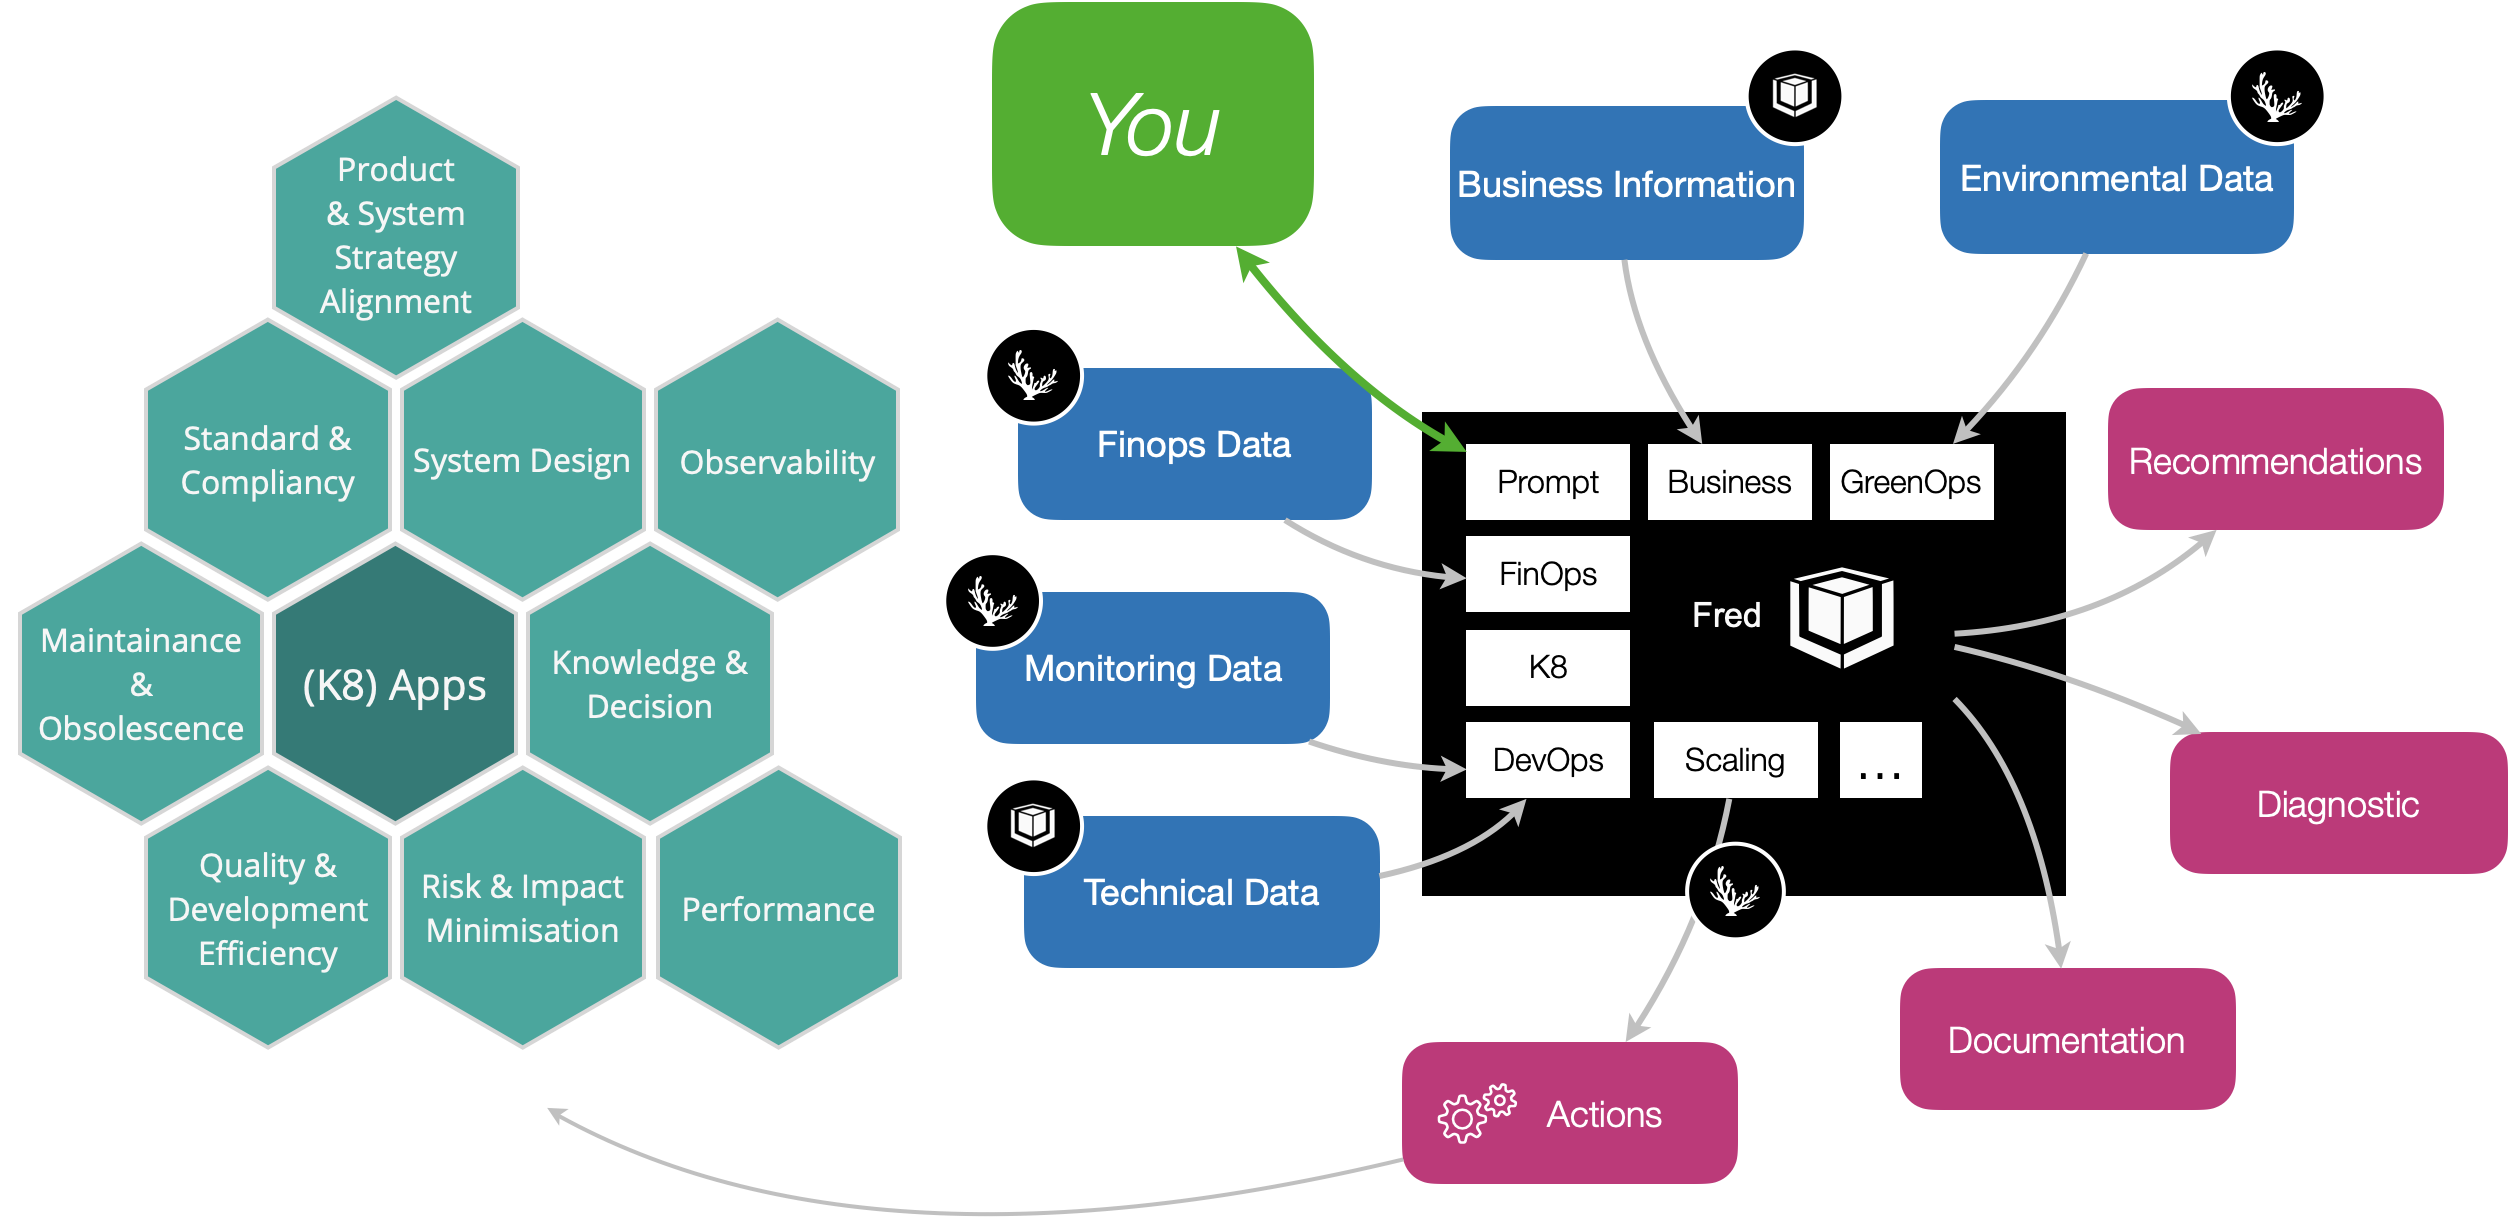 Product
& System
Strategy
Alignment
Standard &
Compliancy
System Design
Observability
Maintainance
&
Obsolescence
(K8) Apps
Knowledge &
Decision
Quality &
Development
Efficiency
Risk & Impact
Minimisation
Performance
You
Business Information
Environmental Data
Finops Data
Monitoring Data
Technical Data
Prompt
Business
GreenOps
FinOps
Fred
K8
DevOps
Scaling
...
Recommendations
Diagnostic
Documentation
Actions